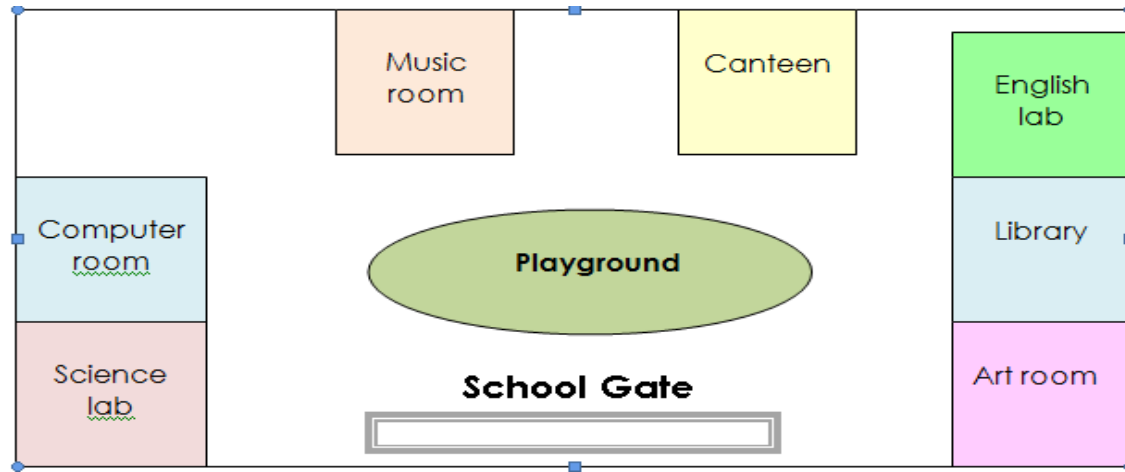 Music
room
Canteen
English
lab
Computer
room
Playground
Library
Science
lab
School Gate
Art room